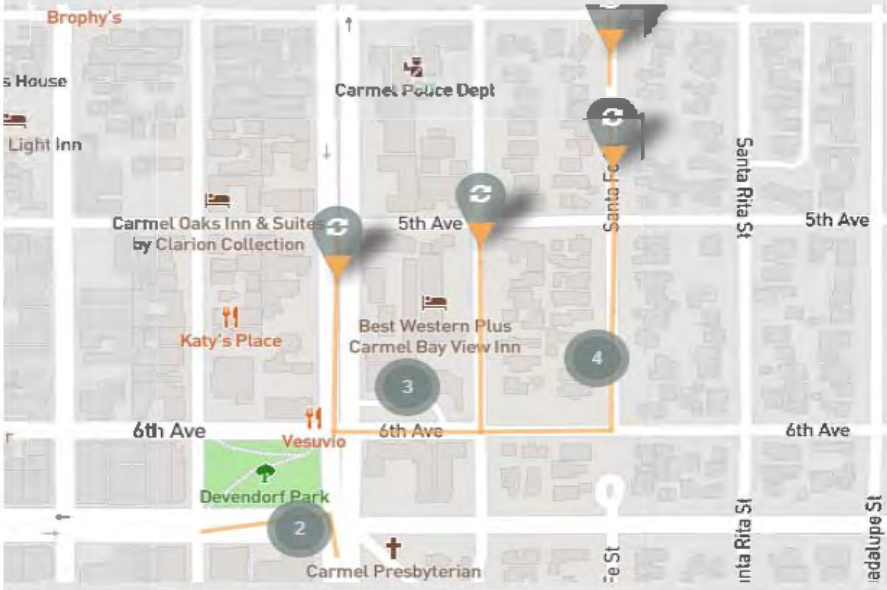 Brophy's
s House
Carmel Police Dept
Light Inn
Santa Rita St
Carmel Oaks Inn & Suites
by Clarion Collection
5th Ave
5th Ave
Santa Fe
Best Western Plus
Carmel Bay View Inn
Katy's Place
4
3
6th Ave
Vesuvio
6th Ave
6th Ave
r
Devendorf Park
2
Carmel Presbyterian
Fe St
nta Rita St
adalupe St